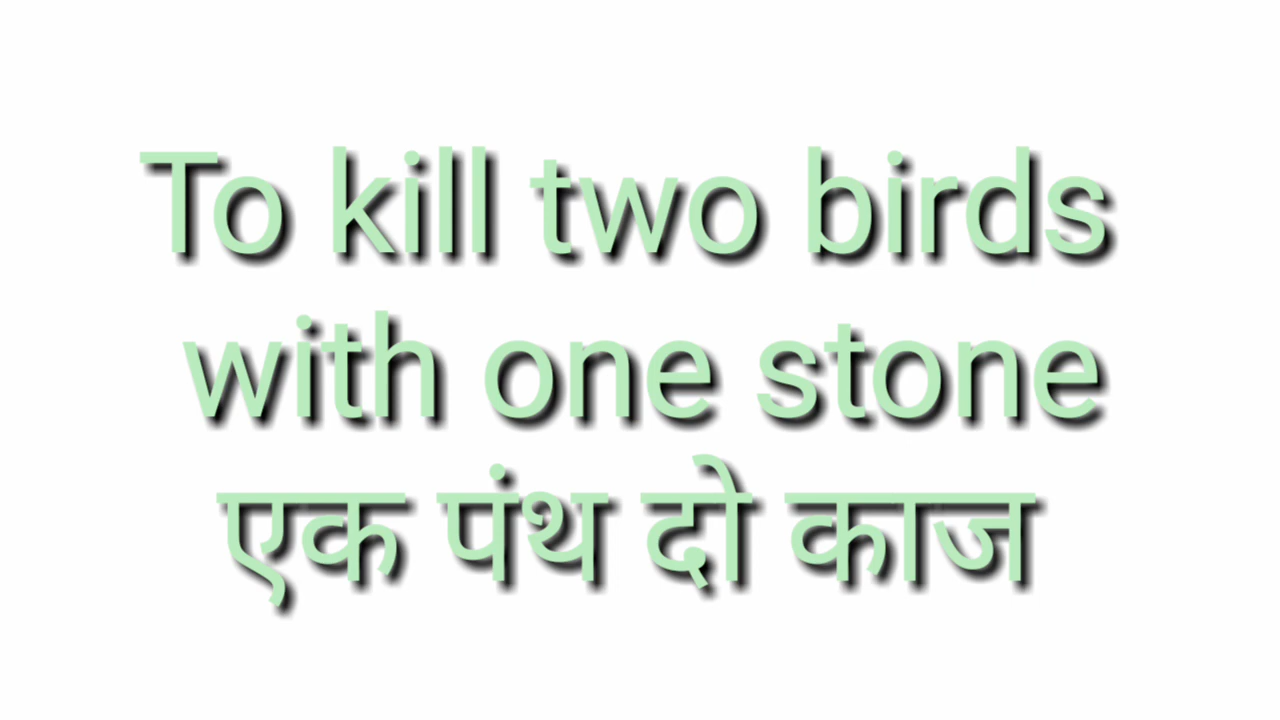 To kill two birds
with one stone
एक पंथ दो काज